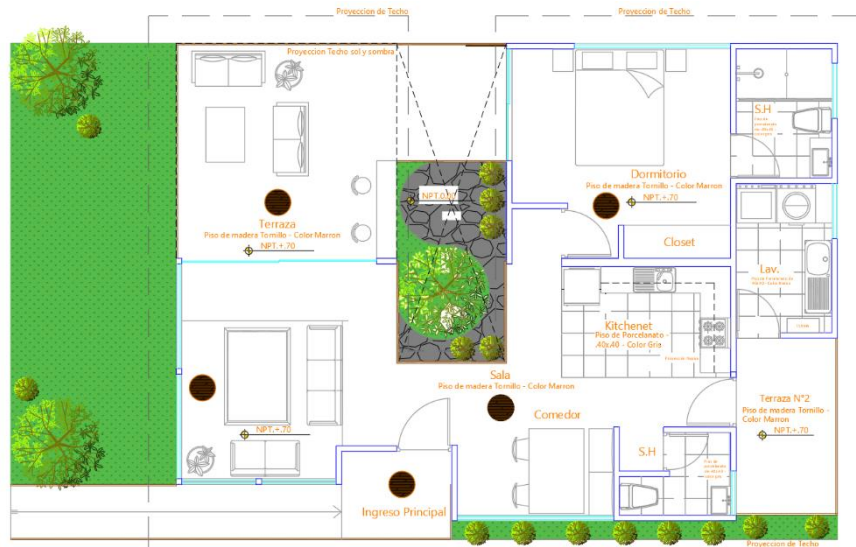 Proyeccion de Techo
Proyeccion de Techo
Proyeccion Techo sol y sombra
S.H
Dormitorio
Piso de madera Tornillo - Color Marron
NPT.+.70
NPT.0.00
Terraza
Piso de madera Tornillo - Color Marron
NPT.+.70
Closet
Lav.
Kitchenet
Piso de Porcelanato -
.40x.40 - Color Gris
Sala
Piso de madera Tornillo - Color Marron
Comedor
Terraza N°2
Piso de madera Tornillo -
Color Marron
NPT.+.70
NPT.+.70
S.H
Ingreso Principal
Proyeccion de Techo